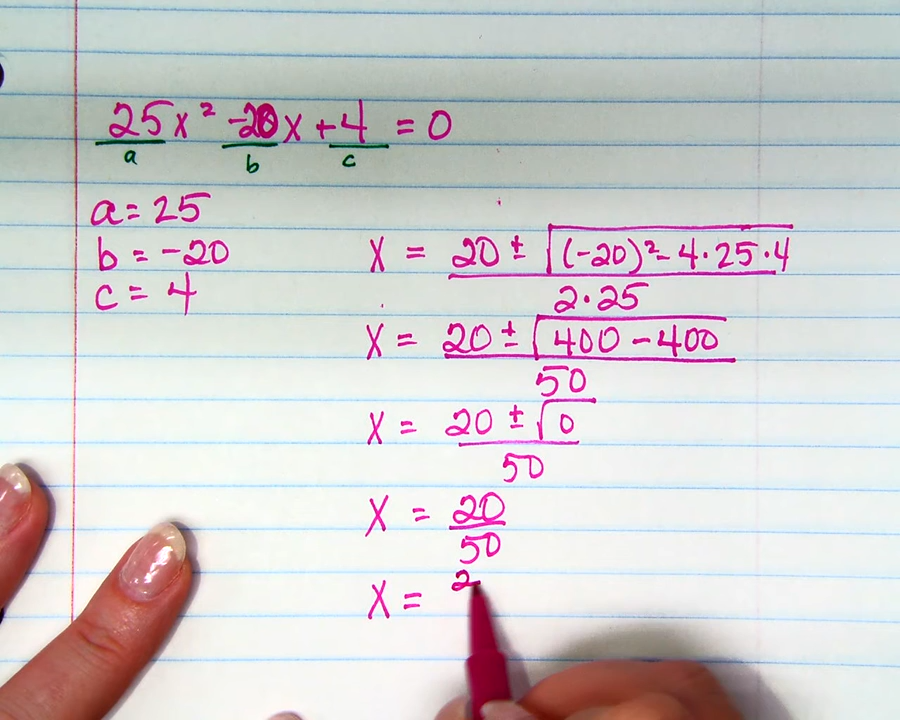 25x² -20x +4 = 0
a b c
a = 25
b = -20
c = 4
X = 20 ± √(-20)² - 4·25·4
2·25
X = 20 ± √400 - 400
50
X = 20 ± √0
50
X = 20
50
X = 2